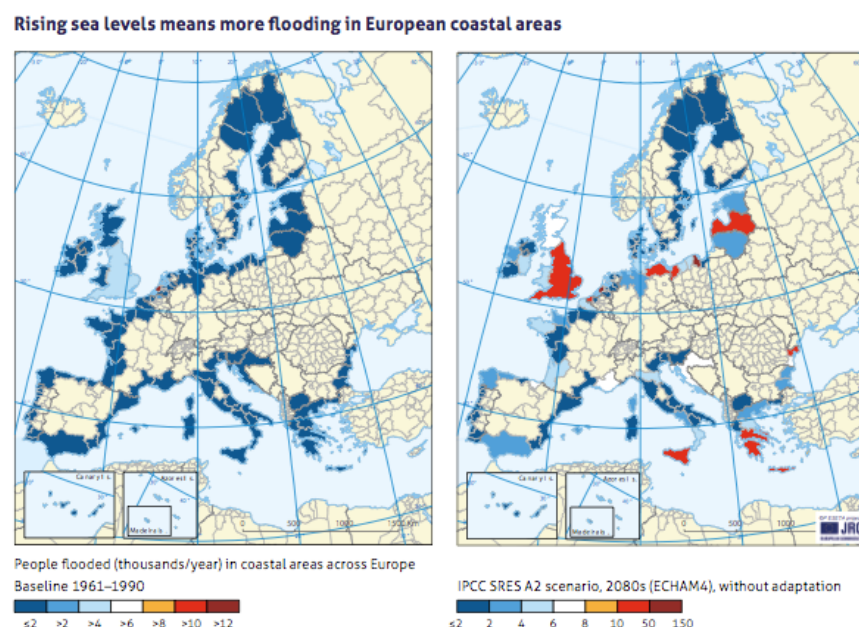 Rising sea levels means more flooding in European coastal areas
Canary Is.
Azores Is.
Madeira Is.
0 500 1000 1500 Km
Canary Is.
Azores Is.
Madeira Is.
0 500 1000
JRC
People flooded (thousands/year) in coastal areas across Europe
Baseline 1961–1990
≤2 >2 >4 >6 >8 >10 >12
IPCC SRES A2 scenario, 2080s (ECHAM4), without adaptation
≤2 2 4 6 8 10 50 150